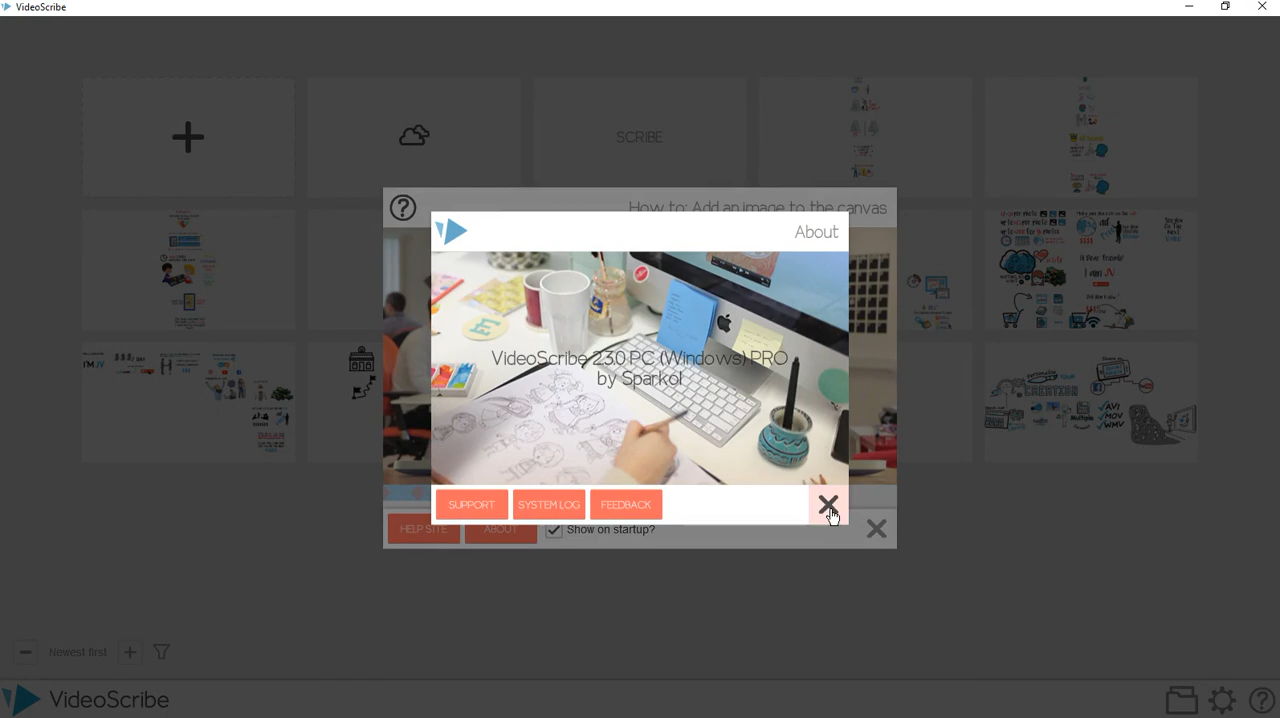 VideoScribe
SCRIBE
How to: Add an image to the canvas
About
VideoScribe 2.3.0 PC (Windows) PRO
by Sparkol
SUPPORT
SYSTEM LOG
FEEDBACK
HELP SITE
ABOUT
Show on startup?
Newest first
VideoScribe